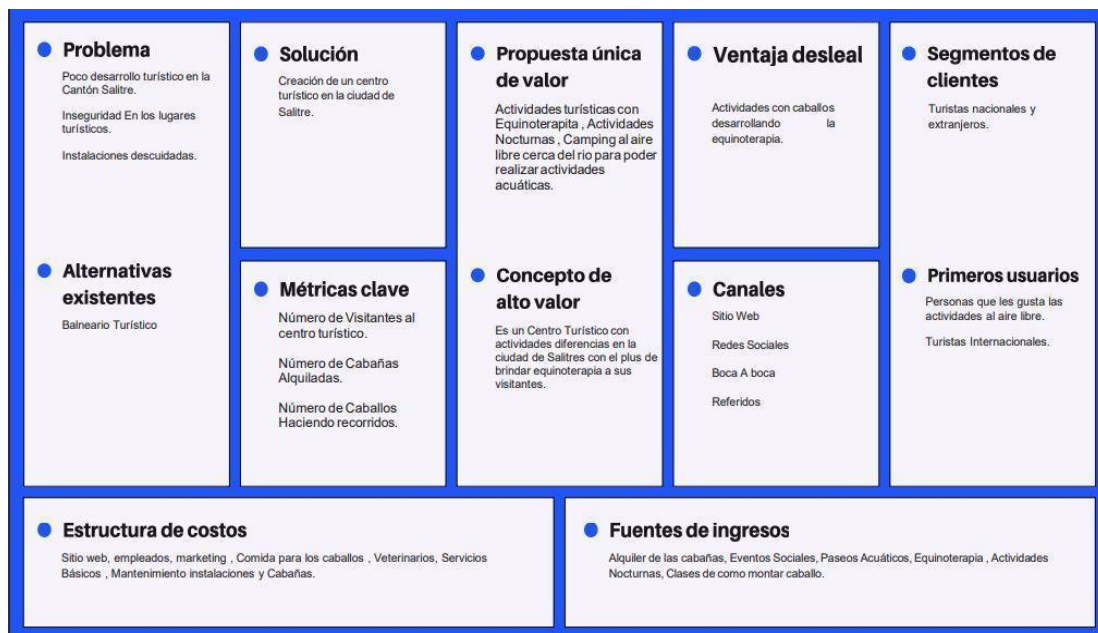 Problema
Poco desarrollo turístico en la
Cantón Salitre.
Inseguridad En los lugares
turísticos.
Instalaciones descuidadas.
Alternativas
existentes
Balneario Turístico
Solución
Creación de un centro
turístico en la ciudad de
Salitre.
Métricas clave
Número de Visitantes al
centro turístico.
Número de Cabañas
Alquiladas.
Número de Caballos
Haciendo recorridos.
Propuesta única
de valor
Actividades turísticas con
Equinoterapita , Actividades
Nocturnas , Camping al aire
libre cerca del rio para poder
realizar actividades
acuáticas.
Concepto de
alto valor
Es un Centro Turístico con
actividades diferencias en la
ciudad de Salitres con el plus de
brindar equinoterapia a sus
visitantes.
Ventaja desleal
Actividades con caballos
desarrollando la
equinoterapia.
Canales
Sitio Web
Redes Sociales
Boca A boca
Referidos
Segmentos de
clientes
Turistas nacionales y
extranjeros.
Primeros usuarios
Personas que les gusta las
actividades al aire libre.
Turistas Internacionales.
Estructura de costos
Sitio web, empleados, marketing , Comida para los caballos , Veterinarios, Servicios
Básicos , Mantenimiento instalaciones y Cabañas.
Fuentes de ingresos
Alquiler de las cabañas, Eventos Sociales, Paseos Acuáticos, Equinoterapia , Actividades
Nocturnas, Clases de como montar caballo.